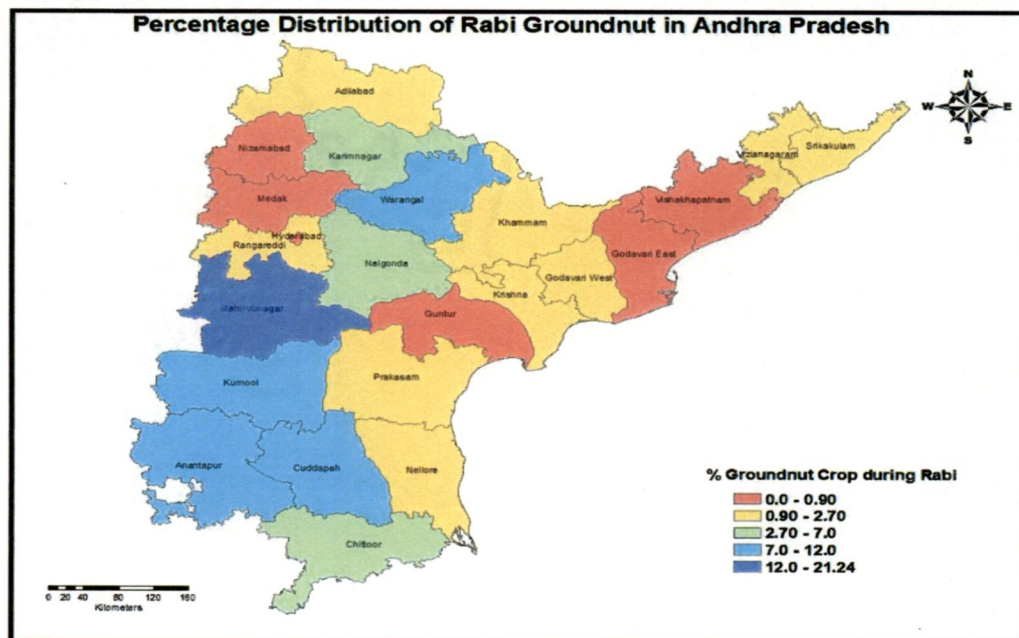 Percentage Distribution of Rabi Groundnut in Andhra Pradesh
N
W
E
S
Adilabad
Nizamabad
Karimnagar
Vizianagaram
Srikakulam
Medak
Warangal
Vishakhapatnam
Khammam
Hyderabad
Rangareddi
Nalgonda
Godavari East
Godavari West
Krishna
Guntur
Prakasam
Kurnool
Anantapur
Cuddapah
Nellore
Chittoor
% Groundnut Crop during Rabi
0.0 - 0.90
0.90 - 2.70
2.70 - 7.0
7.0 - 12.0
12.0 - 21.24
0 20 40 80 120 160
Kilometers